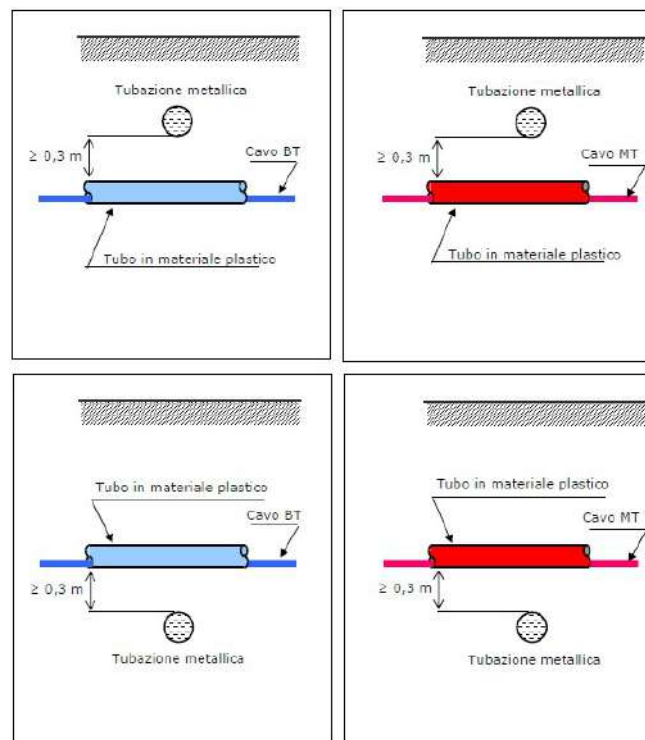 Tubazione metallica
≥ 0,3 m
Cavo BT
Tubo in materiale plastico
Tubazione metallica
≥ 0,3 m
Cavo MT
Tubo in materiale plastico
Tubo in materiale plastico
Cavo BT
≥ 0,3 m
Tubazione metallica
Tubo in materiale plastico
Cavo MT
≥ 0,3 m
Tubazione metallica